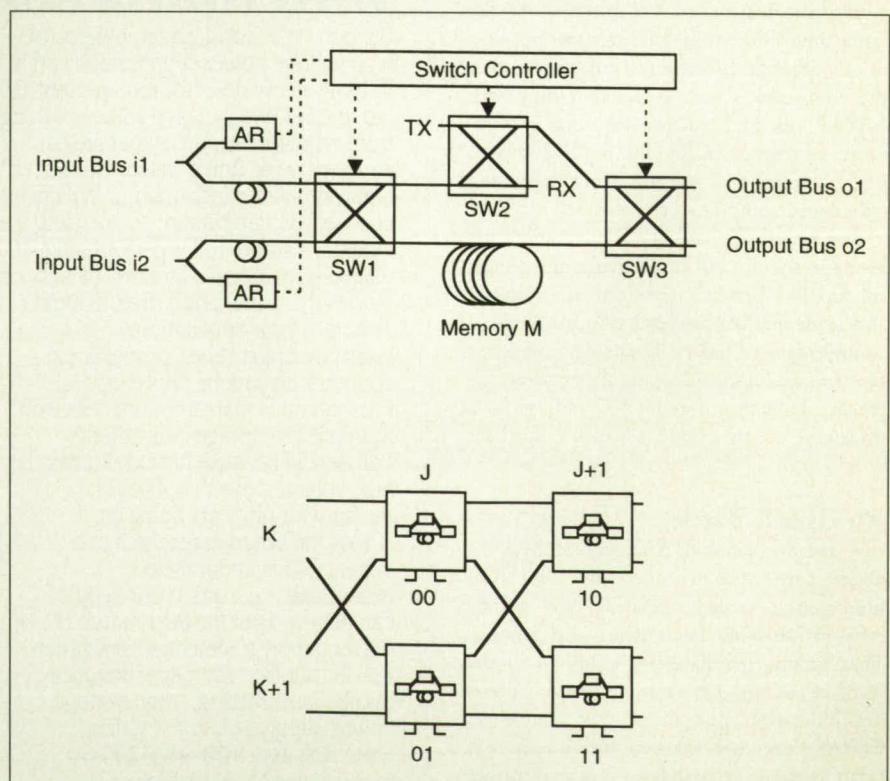 Switch Controller
TX
AR
Input Bus i1
RX
Output Bus o1
SW2
Output Bus o2
Input Bus i2
SW1
SW3
AR
Memory M
J
J+1
K
00
10
K+1
01
11